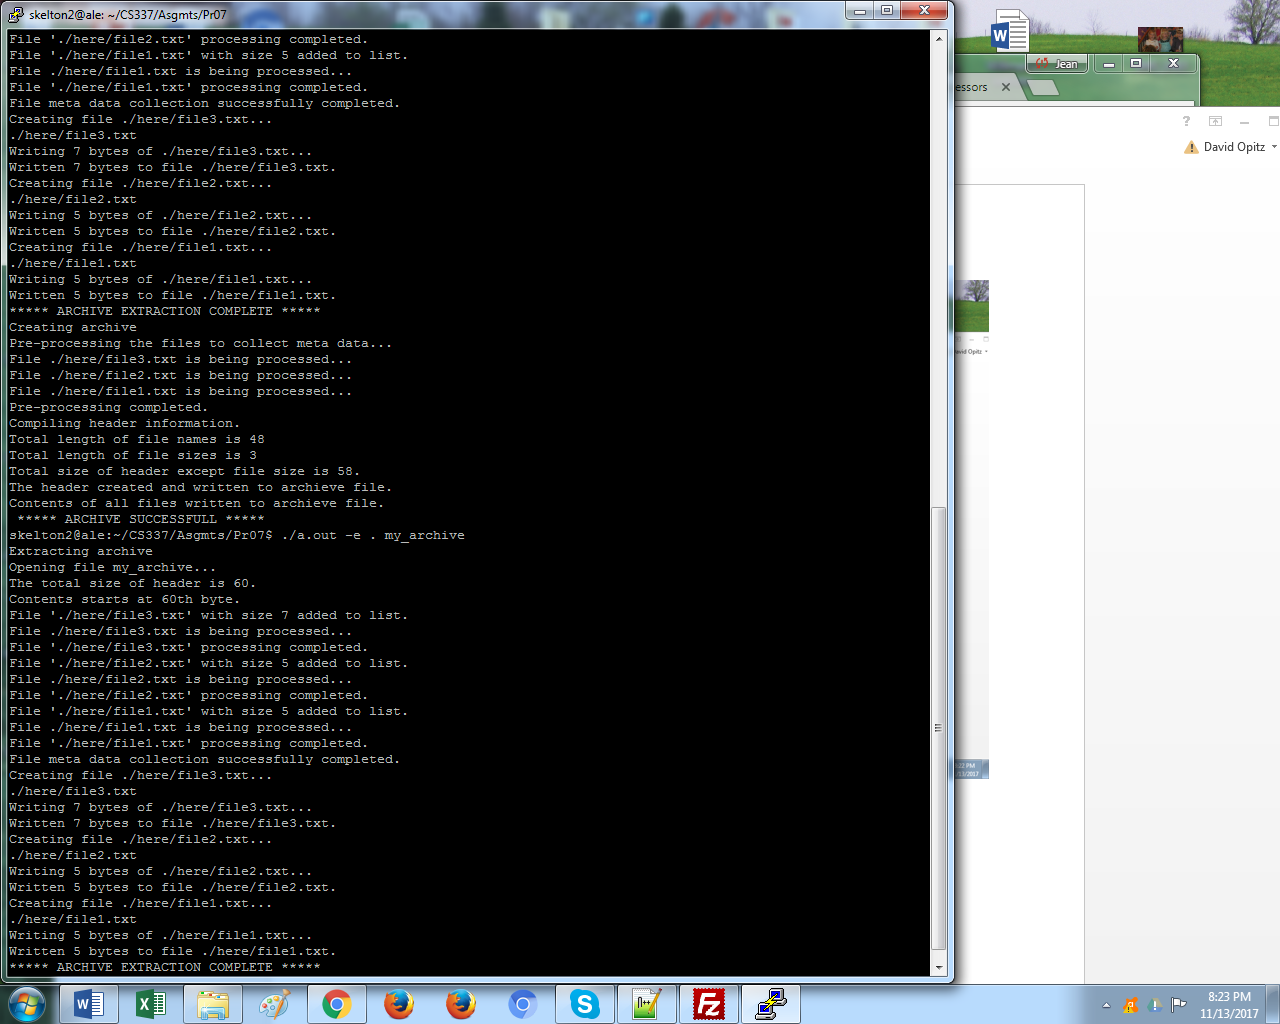 skelton2@ale: ~/CS337/Asgmts/Pr07
File './here/file2.txt' processing completed.
File './here/file1.txt' with size 5 added to list.
File ./here/file1.txt is being processed...
File './here/file1.txt' processing completed.
File meta data collection successfully completed.
Creating file ./here/file3.txt...
./here/file3.txt
Writing 7 bytes of ./here/file3.txt...
Written 7 bytes to file ./here/file3.txt.
Creating file ./here/file2.txt...
./here/file2.txt
Writing 5 bytes of ./here/file2.txt...
Written 5 bytes to file ./here/file2.txt.
Creating file ./here/file1.txt...
./here/file1.txt
Writing 5 bytes of ./here/file1.txt...
Written 5 bytes to file ./here/file1.txt.
***** ARCHIVE EXTRACTION COMPLETE *****
Creating archive
Pre-processing the files to collect meta data...
File ./here/file3.txt is being processed...
File ./here/file2.txt is being processed...
File ./here/file1.txt is being processed...
Pre-processing completed.
Compiling header information.
Total length of file names is 48
Total length of file sizes is 3
Total size of header except file size is 58.
The header created and written to archieve file.
Contents of all files written to archieve file.
***** ARCHIVE SUCCESSFULL *****
skelton2@ale:~/CS337/Asgmts/Pr07$ ./a.out -e . my_archive
Extracting archive
Opening file my_archive...
The total size of header is 60.
Contents starts at 60th byte.
File './here/file3.txt' with size 7 added to list.
File ./here/file3.txt is being processed...
File './here/file3.txt' processing completed.
File './here/file2.txt' with size 5 added to list.
File ./here/file2.txt is being processed...
File './here/file2.txt' processing completed.
File './here/file1.txt' with size 5 added to list.
File ./here/file1.txt is being processed...
File './here/file1.txt' processing completed.
File meta data collection successfully completed.
Creating file ./here/file3.txt...
./here/file3.txt
Writing 7 bytes of ./here/file3.txt...
Written 7 bytes to file ./here/file3.txt.
Creating file ./here/file2.txt...
./here/file2.txt
Writing 5 bytes of ./here/file2.txt...
Written 5 bytes to file ./here/file2.txt.
Creating file ./here/file1.txt...
./here/file1.txt
Writing 5 bytes of ./here/file1.txt...
Written 5 bytes to file ./here/file1.txt.
***** ARCHIVE EXTRACTION COMPLETE *****
Jean
essors
David Opitz
avid Opitz
8:22 PM
/13/2017
8:23 PM
11/13/2017